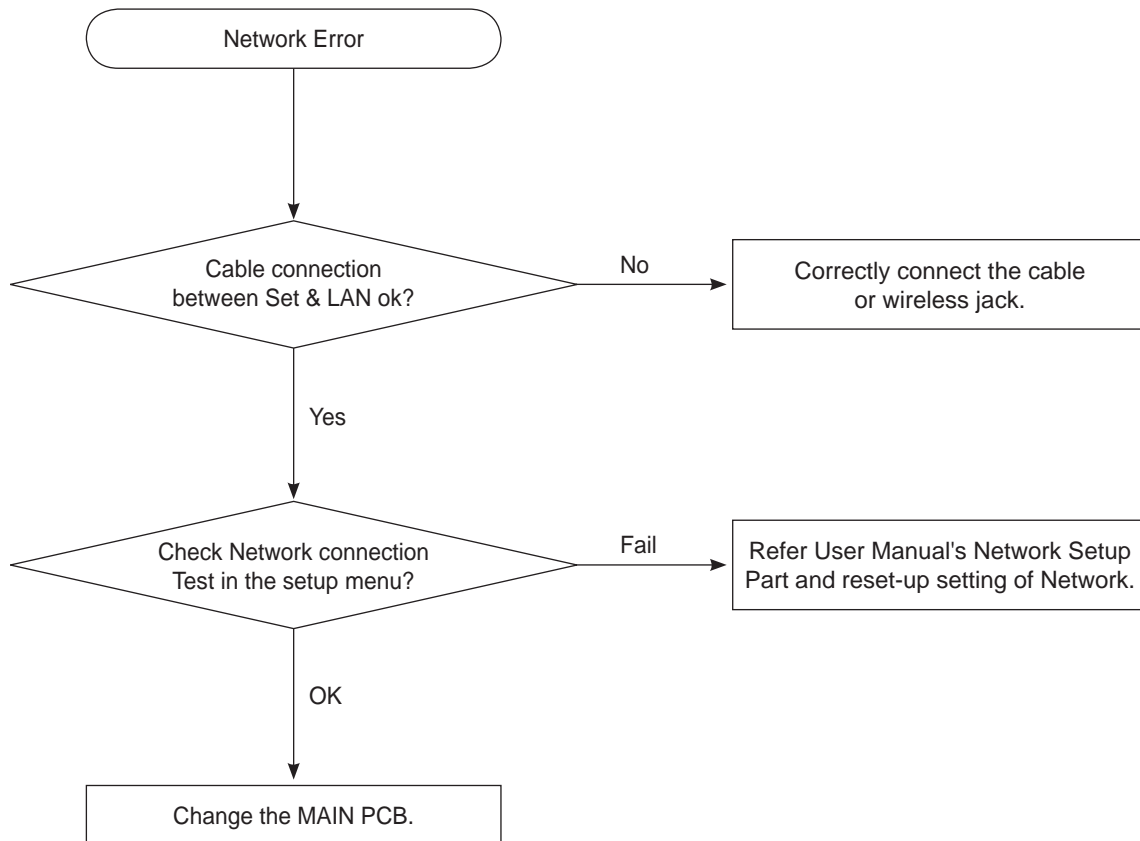 Network Error
Cable connection
between Set & LAN ok?
No
Correctly connect the cable
or wireless jack.
Yes
Check Network connection
Test in the setup menu?
Fail
Refer User Manual's Network Setup
Part and reset-up setting of Network.
OK
Change the MAIN PCB.